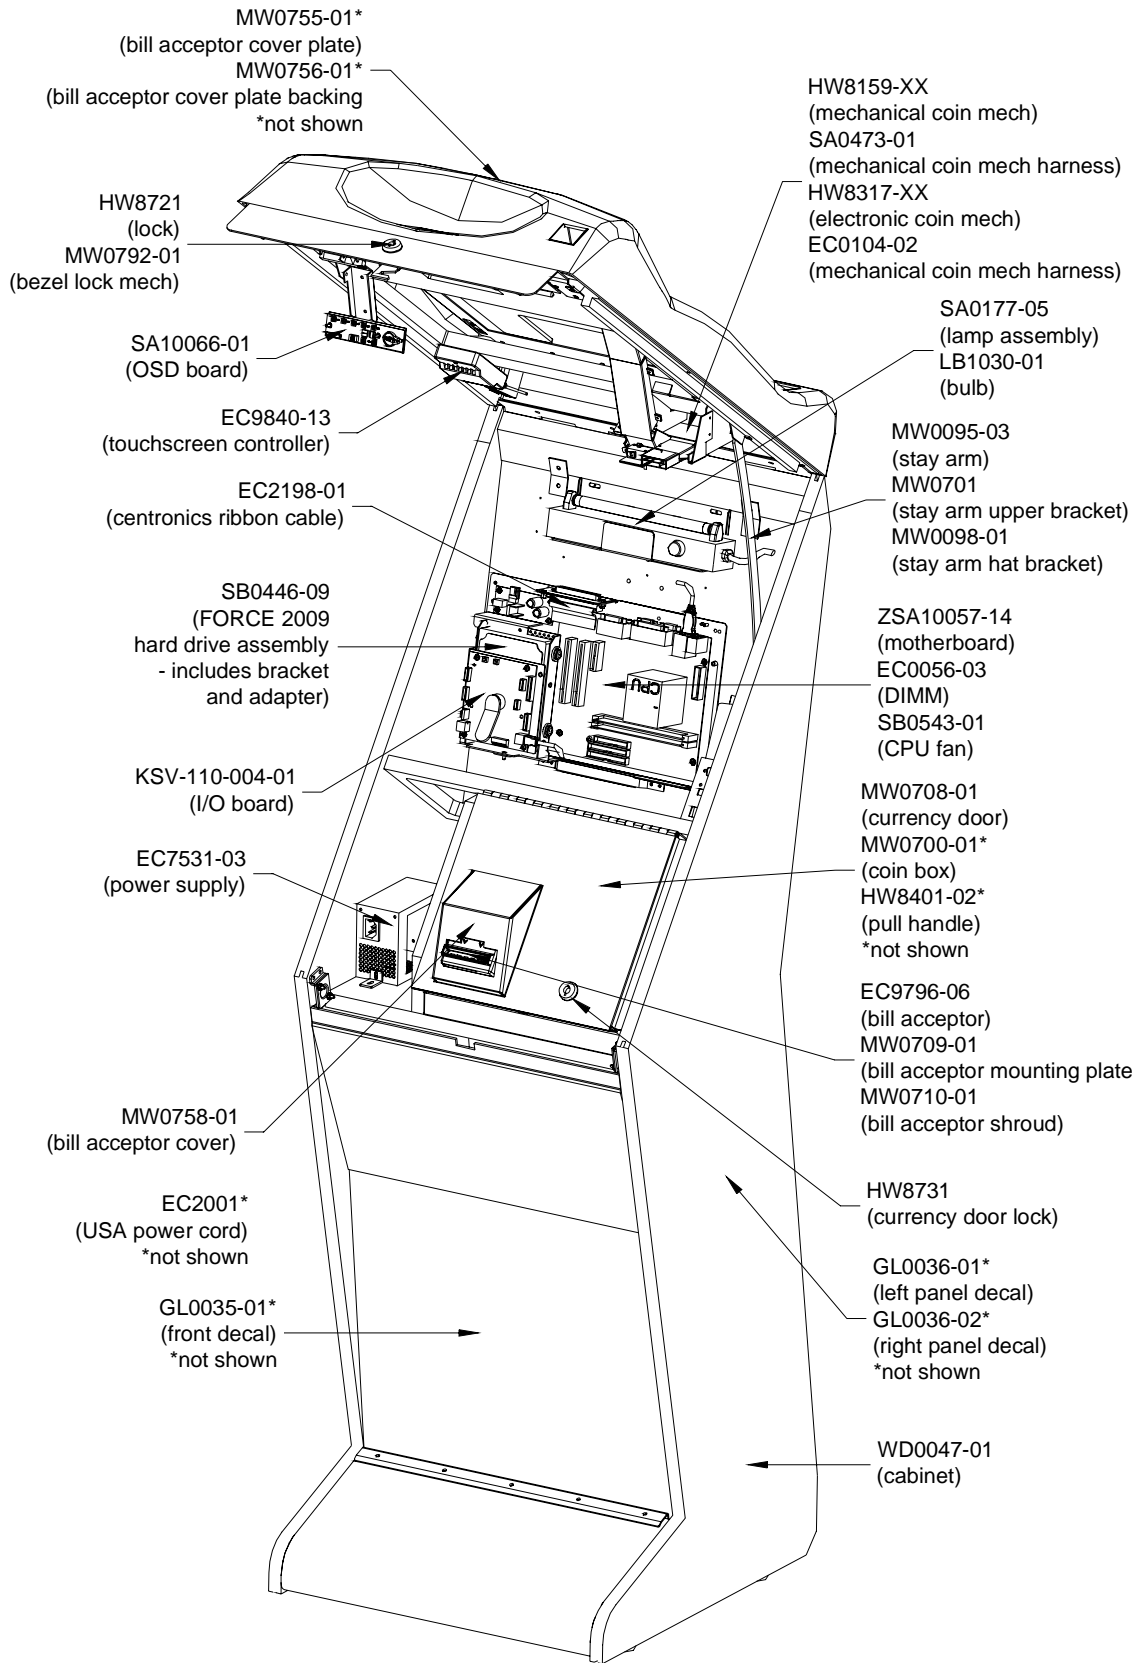 MW0755-01*
(bill acceptor cover plate)
MW0756-01*
(bill acceptor cover plate backing
*not shown
HW8721
(lock)
MW0792-01
(bezel lock mech)
SA10066-01
(OSD board)
EC9840-13
(touchscreen controller)
EC2198-01
(centronics ribbon cable)
SB0446-09
(FORCE 2009
hard drive assembly
- includes bracket
and adapter)
KSV-110-004-01
(I/O board)
EC7531-03
(power supply)
MW0758-01
(bill acceptor cover)
EC2001*
(USA power cord)
*not shown
GL0035-01*
(front decal)
*not shown
HW8159-XX
(mechanical coin mech)
SA0473-01
(mechanical coin mech harness)
HW8317-XX
(electronic coin mech)
EC0104-02
(mechanical coin mech harness)
SA0177-05
(lamp assembly)
LB1030-01
(bulb)
MW0095-03
(stay arm)
MW0701
(stay arm upper bracket)
MW0098-01
(stay arm hat bracket)
ZSA10057-14
(motherboard)
EC0056-03
(DIMM)
SB0543-01
(CPU fan)
MW0708-01
(currency door)
MW0700-01*
(coin box)
HW8401-02*
(pull handle)
*not shown
EC9796-06
(bill acceptor)
MW0709-01
(bill acceptor mounting plate
MW0710-01
(bill acceptor shroud)
HW8731
(currency door lock)
GL0036-01*
(left panel decal)
GL0036-02*
(right panel decal)
*not shown
WD0047-01
(cabinet)
CPU